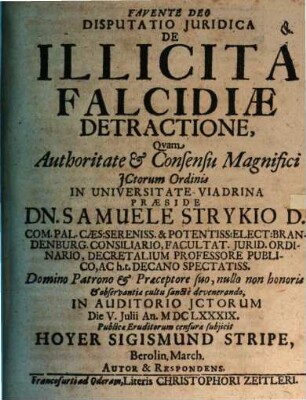 FAVENTE DEO
DISPUTATIO JURIDICA
DE
ILLICITA
FALCIDIÆ
DETRACTIONE,
Qvam
Authoritate & Consensu Magnifici
JCtorum Ordinis
IN UNIVERSITATE VIADRINA
PRÆSIDE
DN. SAMUELE STRYKIO D.
COM. PAL. CÆS: SERENISS. & POTENTISS: ELECT: BRAN-
DENBURG. CONSILIARIO, FACULTAT. JURID. ORDI-
NARIO, DECRETALIUM PROFESSORE PUBLI-
CO, AC h.t. DECANO SPECTATISS.
Domino Patrono & Præceptore suo, nullo non honoris
& observantiæ cultu sanctè devenerando,
IN AUDITORIO JCTORUM
Die V. Julii An. MDCLXXXIX.
Publicæ Eruditorum censuræ subjicit
HOYER SIGISMUND STRIPE,
Berolin. March.
AUTOR & RESPONDENS.
Francofurti ad Oderam, Literis CHRISTOPHORI ZEITLERI.